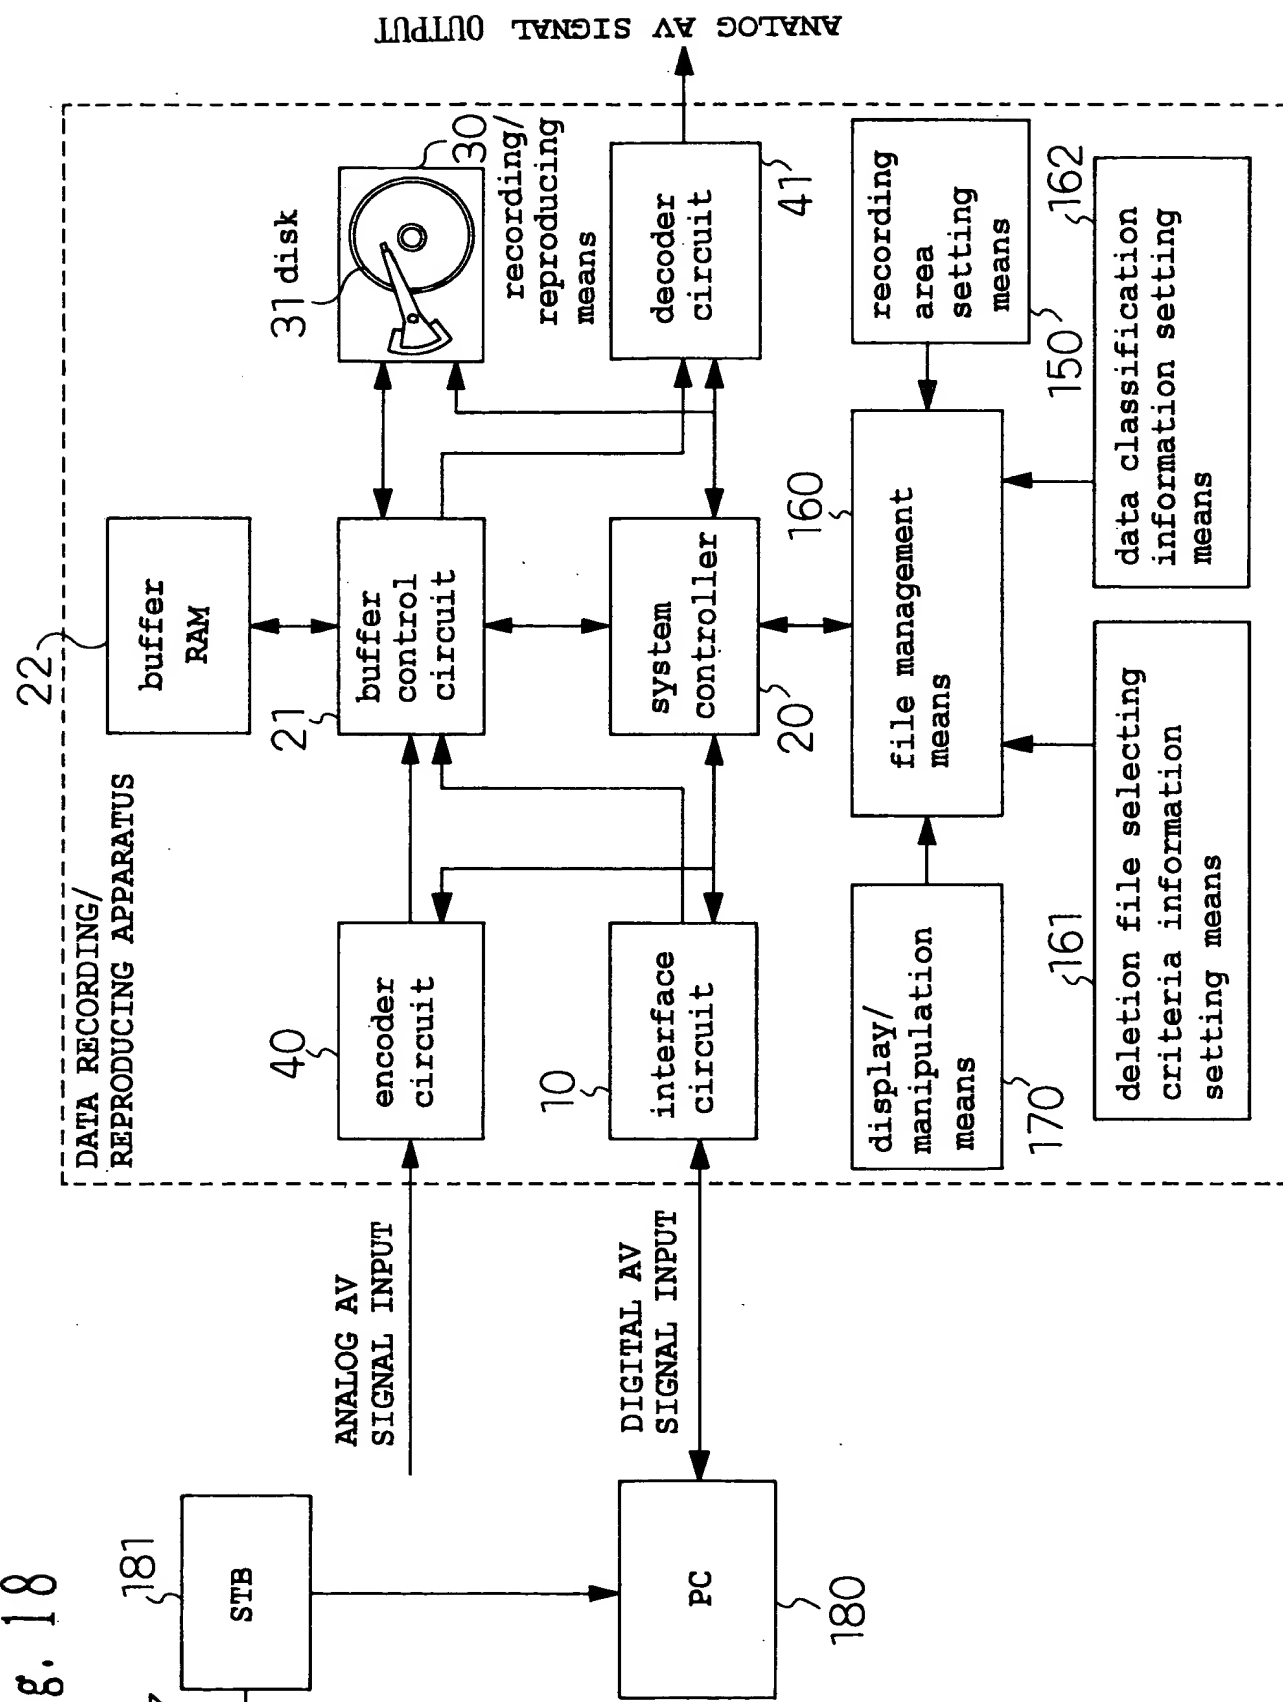 g. 18
181
STB
PC
180
ANALOG AV
SIGNAL INPUT
DIGITAL AV
SIGNAL INPUT
DATA RECORDING/
REPRODUCING APPARATUS
40
encoder
circuit
10
interface
circuit
display/
manipulation
means
170
22
buffer
RAM
21
buffer
control
circuit
system
controller
20
160
file management
means
161
deletion file selecting
criteria information
setting means
31 disk
30
recording/
reproducing
means
decoder
circuit
41
recording
area
setting
means
150
162
data classification
information setting
means
ANALOG AV SIGNAL OUTPUT